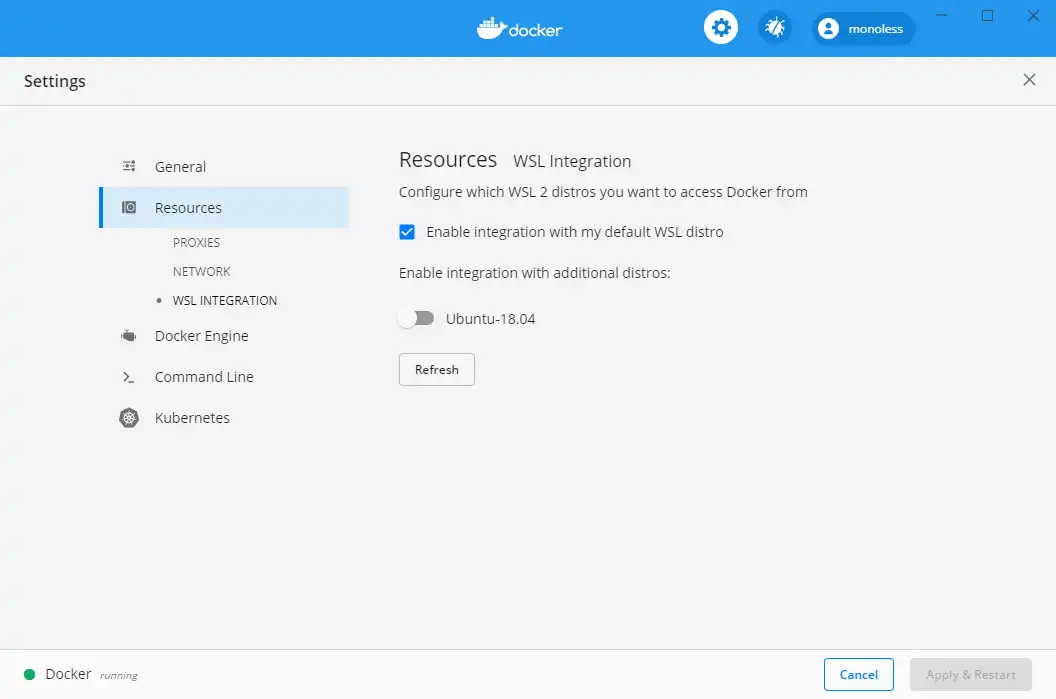 docker
monoless
Settings
General
Resources
PROXIES
NETWORK
WSL INTEGRATION
Docker Engine
Command Line
Kubernetes
Resources WSL Integration
Configure which WSL 2 distros you want to access Docker from
Enable integration with my default WSL distro
Enable integration with additional distros:
Ubuntu-18.04
Refresh
Docker running
Cancel
Apply & Restart